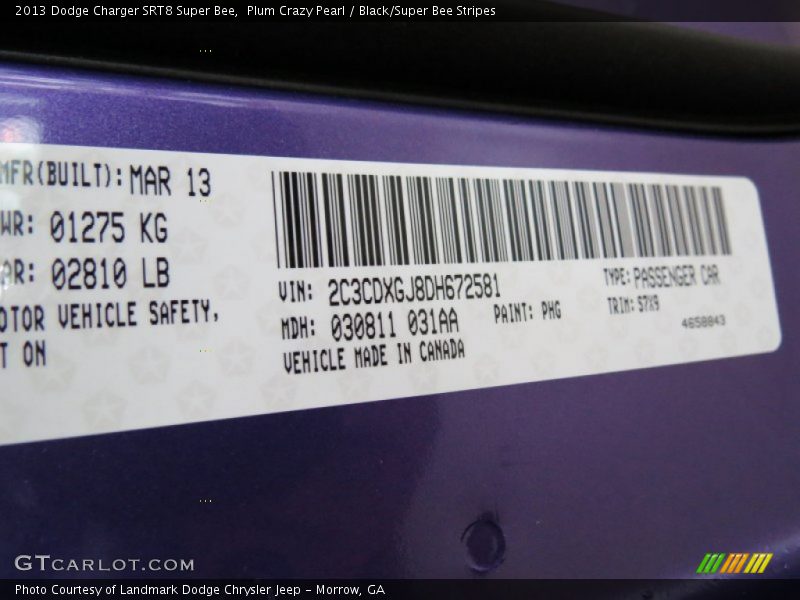 2013 Dodge Charger SRT8 Super Bee,  Plum Crazy Pearl / Black/Super Bee Stripes
MFR(BUILT): MAR 13
WR: 01275 KG
AR: 02810 LB
OTOR VEHICLE SAFETY,
T ON
VIN: 2C3CDXGJ8DH672581
MDH: 030811 031AA
PAINT: PHG
VEHICLE MADE IN CANADA
TYPE: PASSENGER CAR
TRIM: S7X9
4658843
GTCARLOT.COM
Photo Courtesy of Landmark Dodge Chrysler Jeep – Morrow, GA